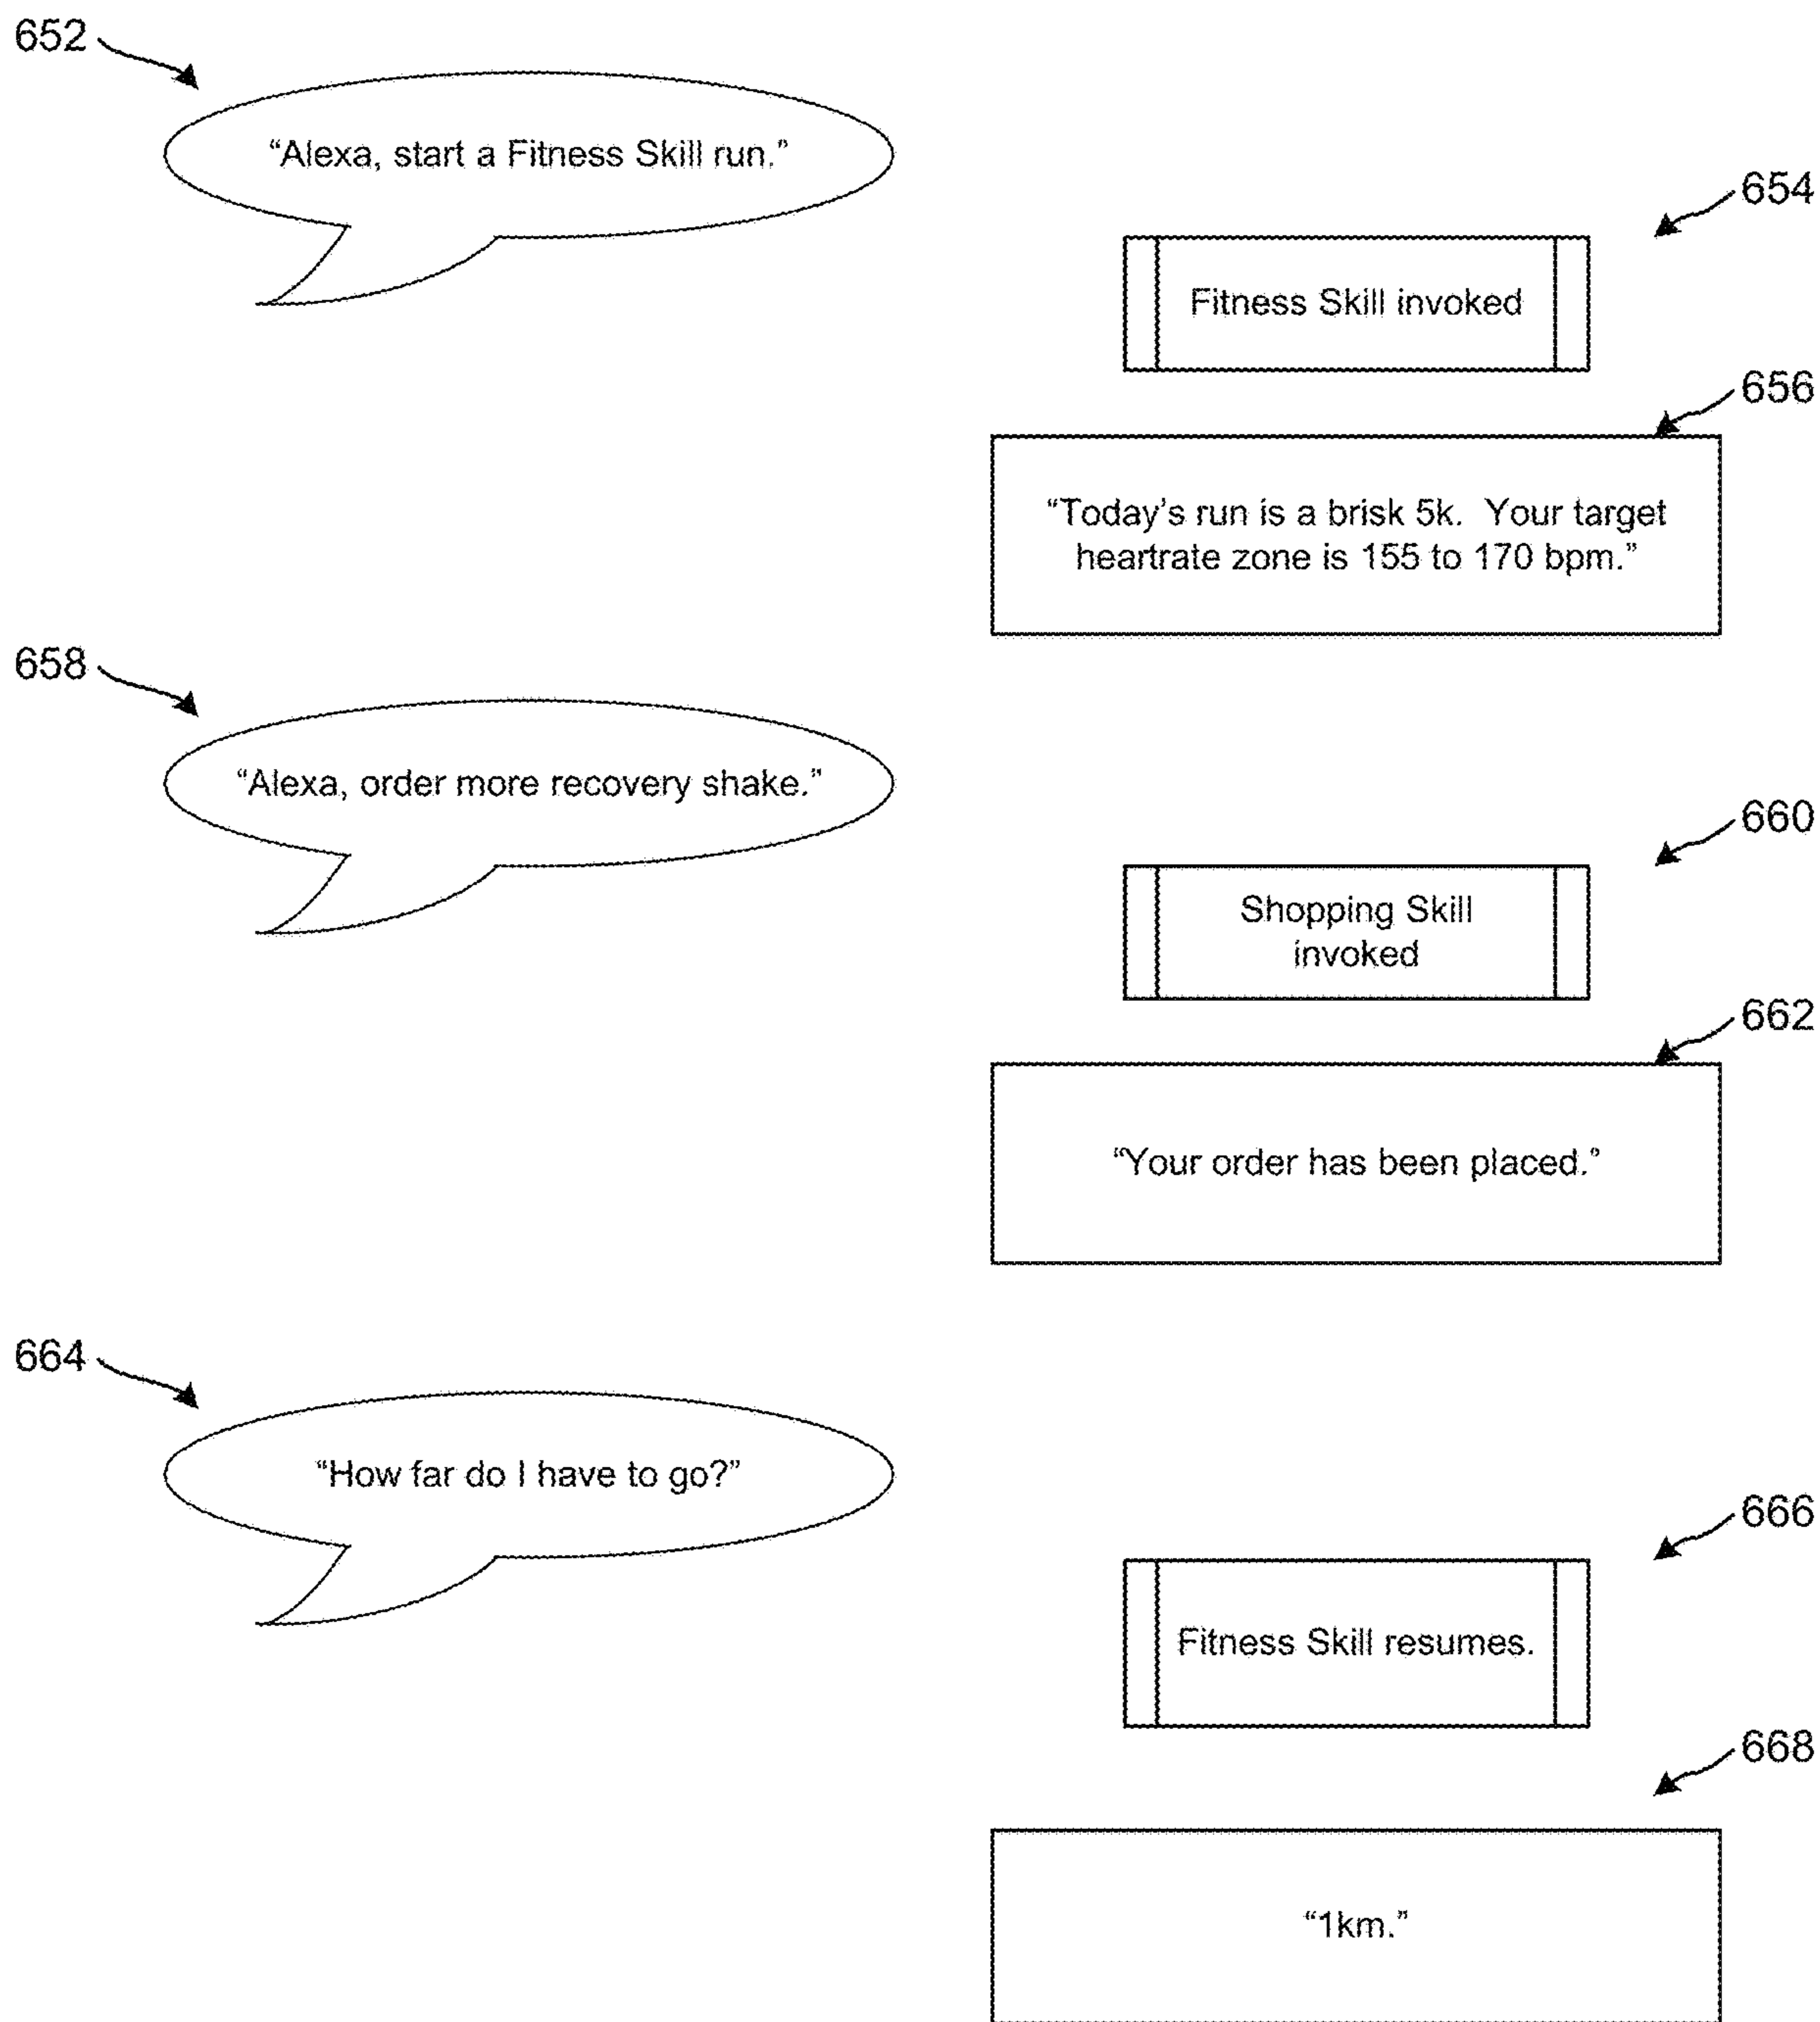 652
“Alexa, start a Fitness Skill run.”
654
Fitness Skill invoked
656
“Today’s run is a brisk 5k.  Your target
heartrate zone is 155 to 170 bpm.”
658
“Alexa, order more recovery shake.”
660
Shopping Skill
invoked
662
“Your order has been placed.”
664
“How far do I have to go?”
666
Fitness Skill resumes.
668
“1km.”